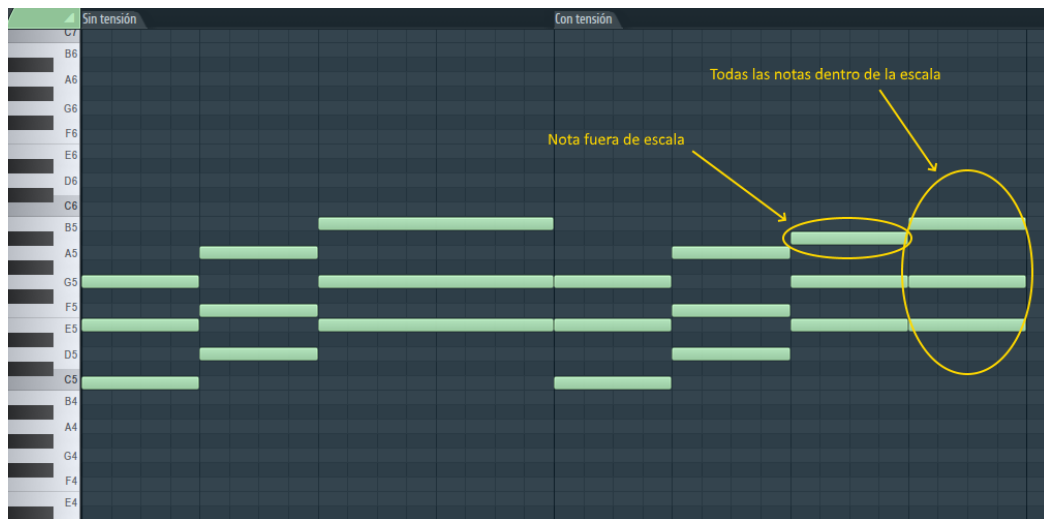 Sin tensión
Con tensión
C7
B6
A6
Todas las notas dentro de la escala
G6
F6
Nota fuera de escala
E6
D6
C6
B5
A5
G5
F5
E5
D5
C5
B4
A4
G4
F4
E4